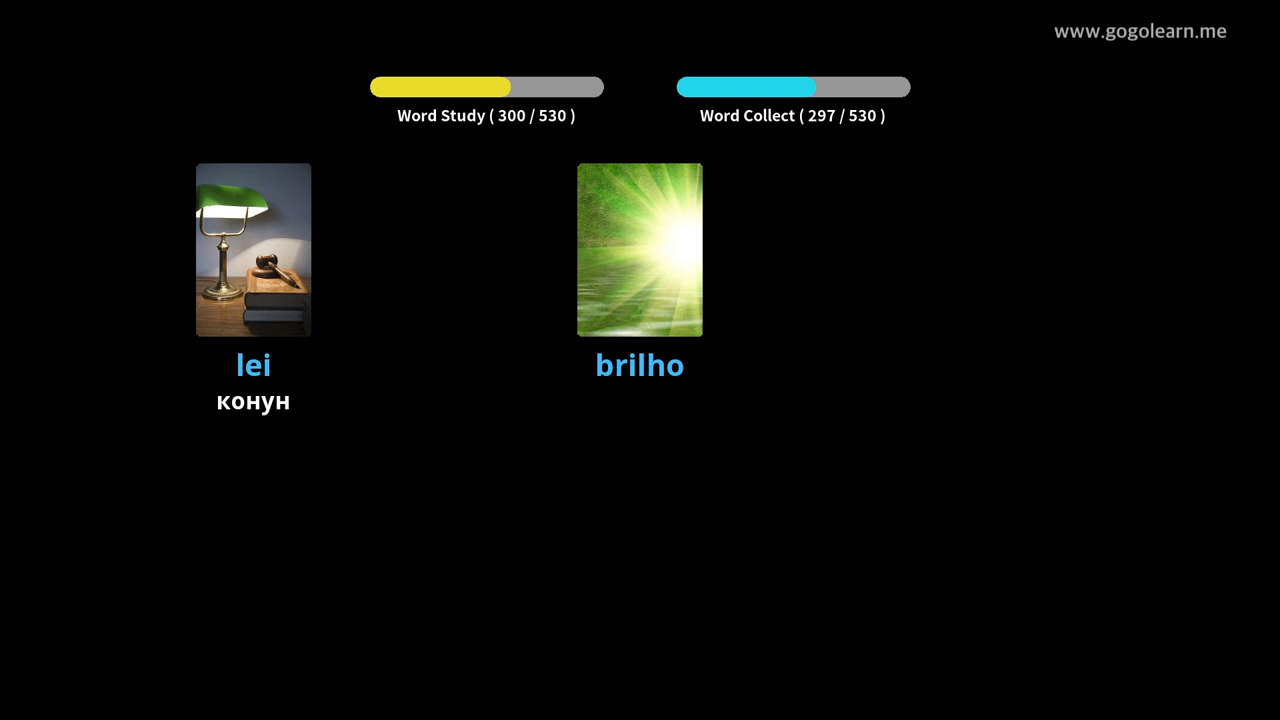 www.gogolearn.me
Word Study ( 300 / 530 )
Word Collect ( 297 / 530 )
lei
конун
brilho